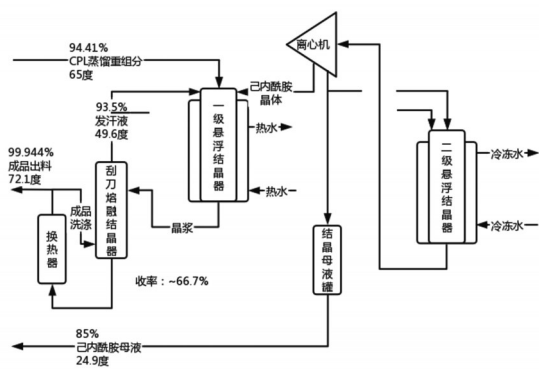 94.41%
CPL蒸馏重组分
65度
离心机
己内酰胺
晶体
93.5%
发汗液
49.6度
一级悬浮结晶器
热水
热水
二级悬浮结晶器
冷冻水
冷冻水
99.944%
成品出料
72.1度
刮刀熔融结晶器
成品
洗涤
晶浆
换热器
结晶母液罐
收率：~66.7%
85%
己内酰胺母液
24.9度